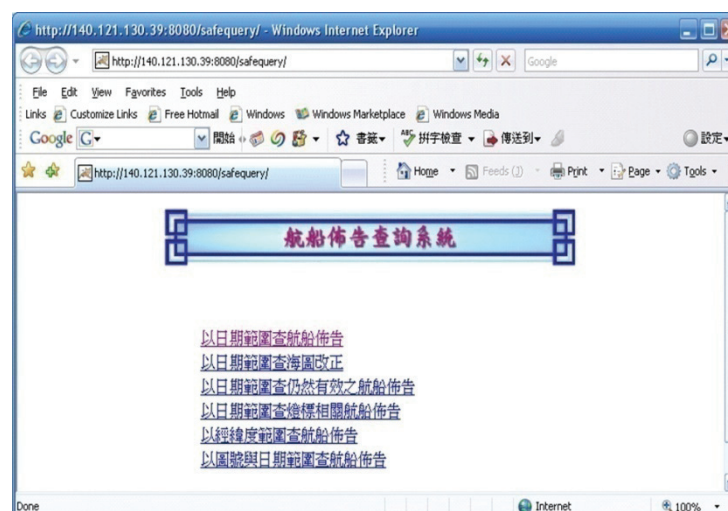 http://140.121.130.39:8080/safequery/ - Windows Internet Explorer
http://140.121.130.39:8080/safequery/ Google
File Edit View Favorites Tools Help
Links Customize Links Free Hotmail Windows Windows Marketplace Windows Media
Google G 開始 書籤 拼字檢查 傳送到 設定
http://140.121.130.39:8080/safequery/ Home Feeds (J) Print Page Tools
航船佈告查詢系統
以日期範圍查航船佈告
以日期範圍查海圖改正
以日期範圍查仍然有效之航船佈告
以日期範圍查燈標相關航船佈告
以經緯度範圍查航船佈告
以圖號與日期範圍查航船佈告
Done Internet 100%